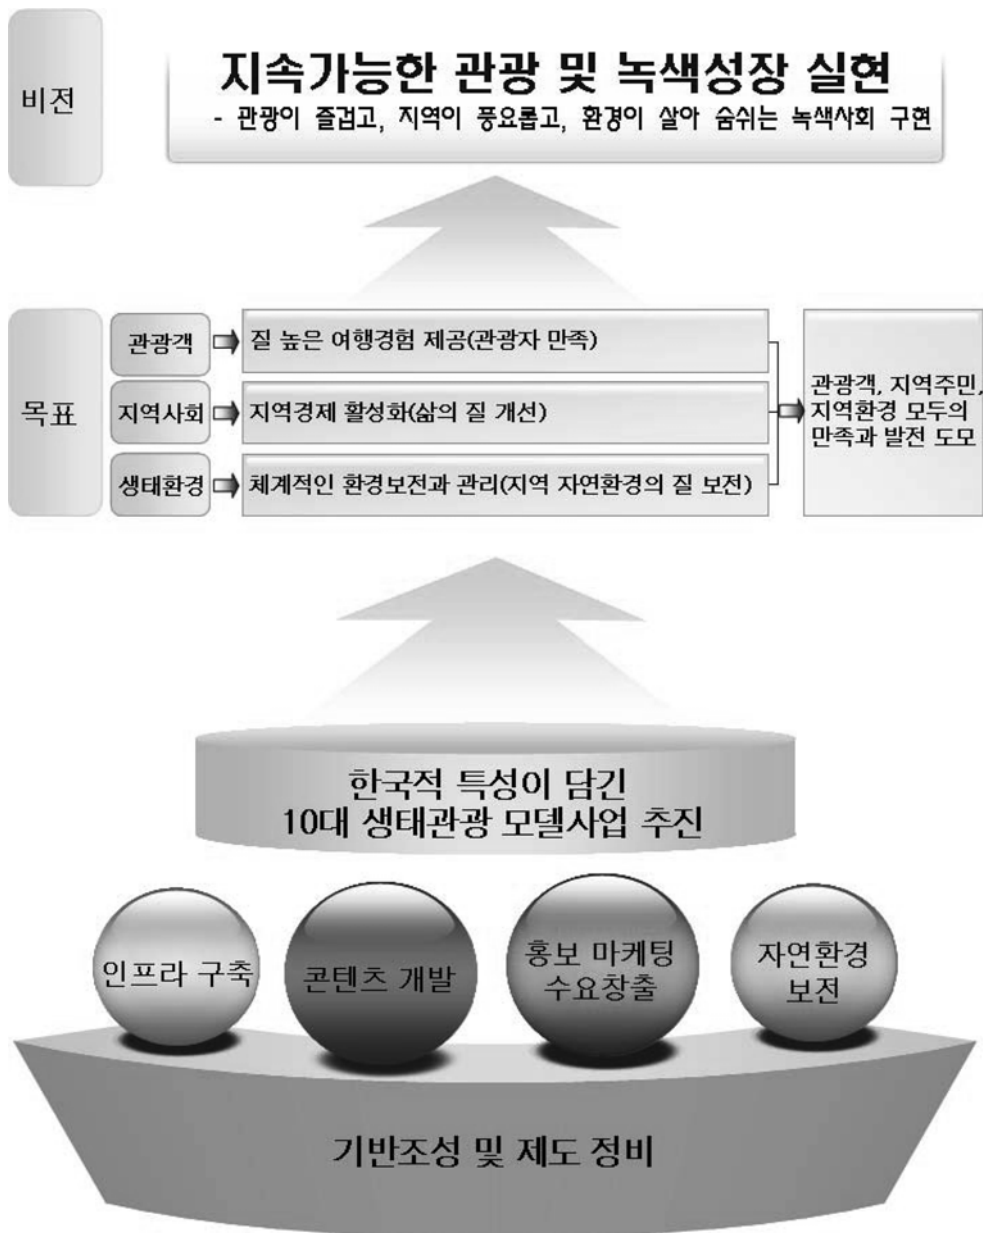 비전
지속가능한 관광 및 녹색성장 실현
- 관광이 즐겁고, 지역이 풍요롭고, 환경이 살아 숨쉬는 녹색사회 구현
목표
관광객
질 높은 여행경험 제공(관광자 만족)
지역사회
지역경제 활성화(삶의 질 개선)
생태환경
체계적인 환경보전과 관리(지역 자연환경의 질 보전)
관광객, 지역주민,
지역환경 모두의
만족과 발전 도모
한국적 특성이 담긴
10대 생태관광 모델사업 추진
인프라 구축
콘텐츠 개발
홍보 마케팅
수요창출
자연환경
보전
기반조성 및 제도 정비